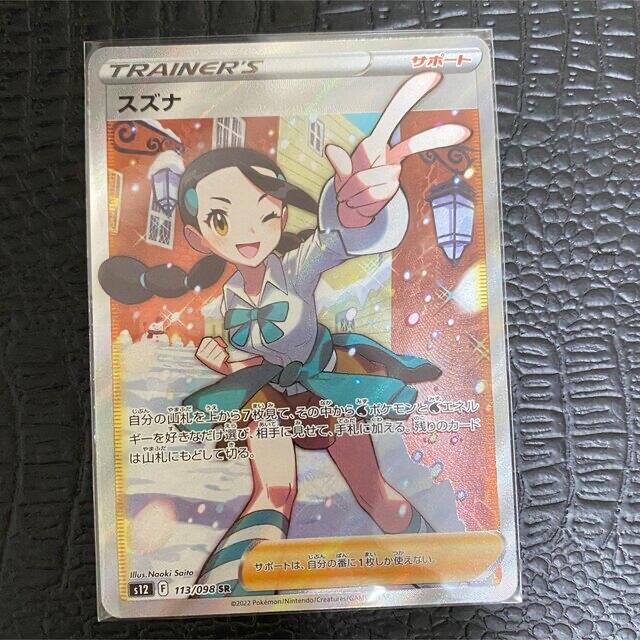 TRAINER'S
サポート
スズナ
自分の山札を上から7枚見て、その中からポケモンとエネル
ギーを好きなだけ選び、相手に見せて、手札に加える。残りのカード
は山札にもどして切る。
Illus. Naoki Saito
サポートは、自分の番に1枚しか使えない。
s12 F 113/098 SR
©2022 Pokémon/Nintendo/Creatures/GAME